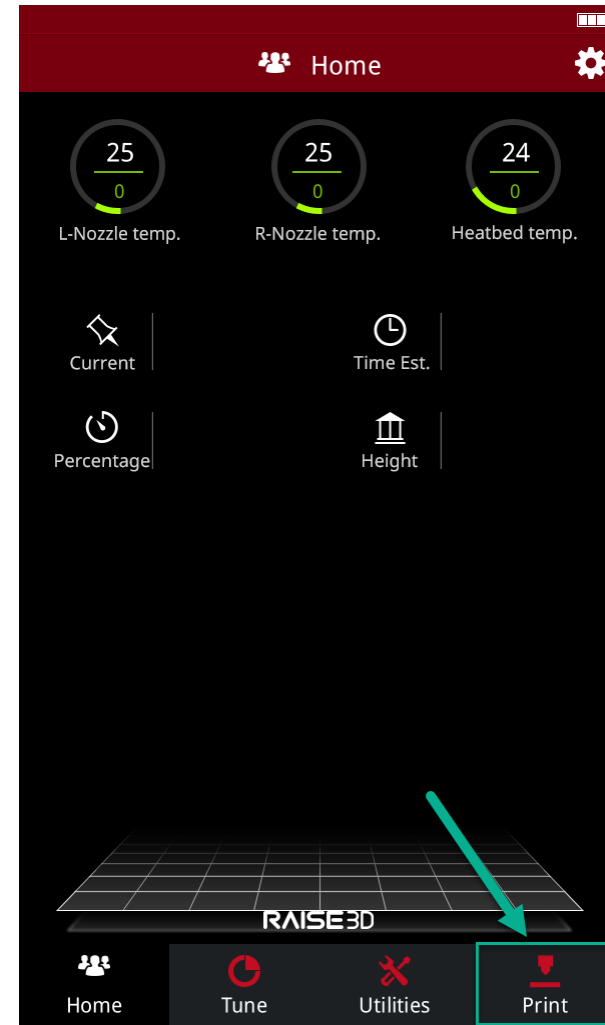 Home
25
0
L-Nozzle temp.
25
0
R-Nozzle temp.
24
0
Heatbed temp.
Current
Time Est.
Percentage
Height
RAISE3D
Home
Tune
Utilities
Print